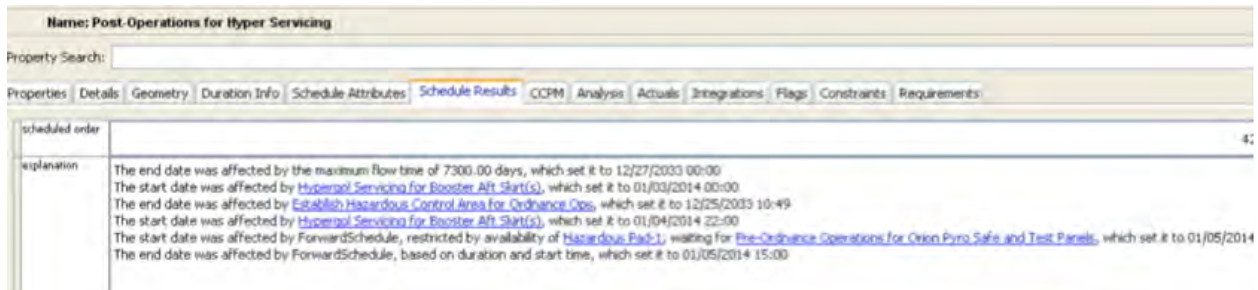 Name: Post-Operations for Hyper Servicing
Property Search:
Properties Details Geometry Duration Info Schedule Attributes Schedule Results CCPM Analysis Actuals Integrations Flags Constraints Requirements
scheduled order
42
explanation
The end date was affected by the maximum flow time of 7300.00 days, which set it to 12/27/2033 00:00
The start date was affected by Hypergol Servicing for Booster Aft Skirt(s), which set it to 01/03/2014 00:00
The end date was affected by Establish Hazardous Control Area for Ordnance Ops, which set it to 12/25/2033 10:49
The start date was affected by Hypergol Servicing for Booster Aft Skirt(s), which set it to 01/04/2014 22:00
The start date was affected by ForwardSchedule, restricted by availability of Hazardous Pad-1; waiting for Pre-Ordnance Operations for Orion Pyro Safe and Test Panels, which set it to 01/05/2014
The end date was affected by ForwardSchedule, based on duration and start time, which set it to 01/05/2014 15:00